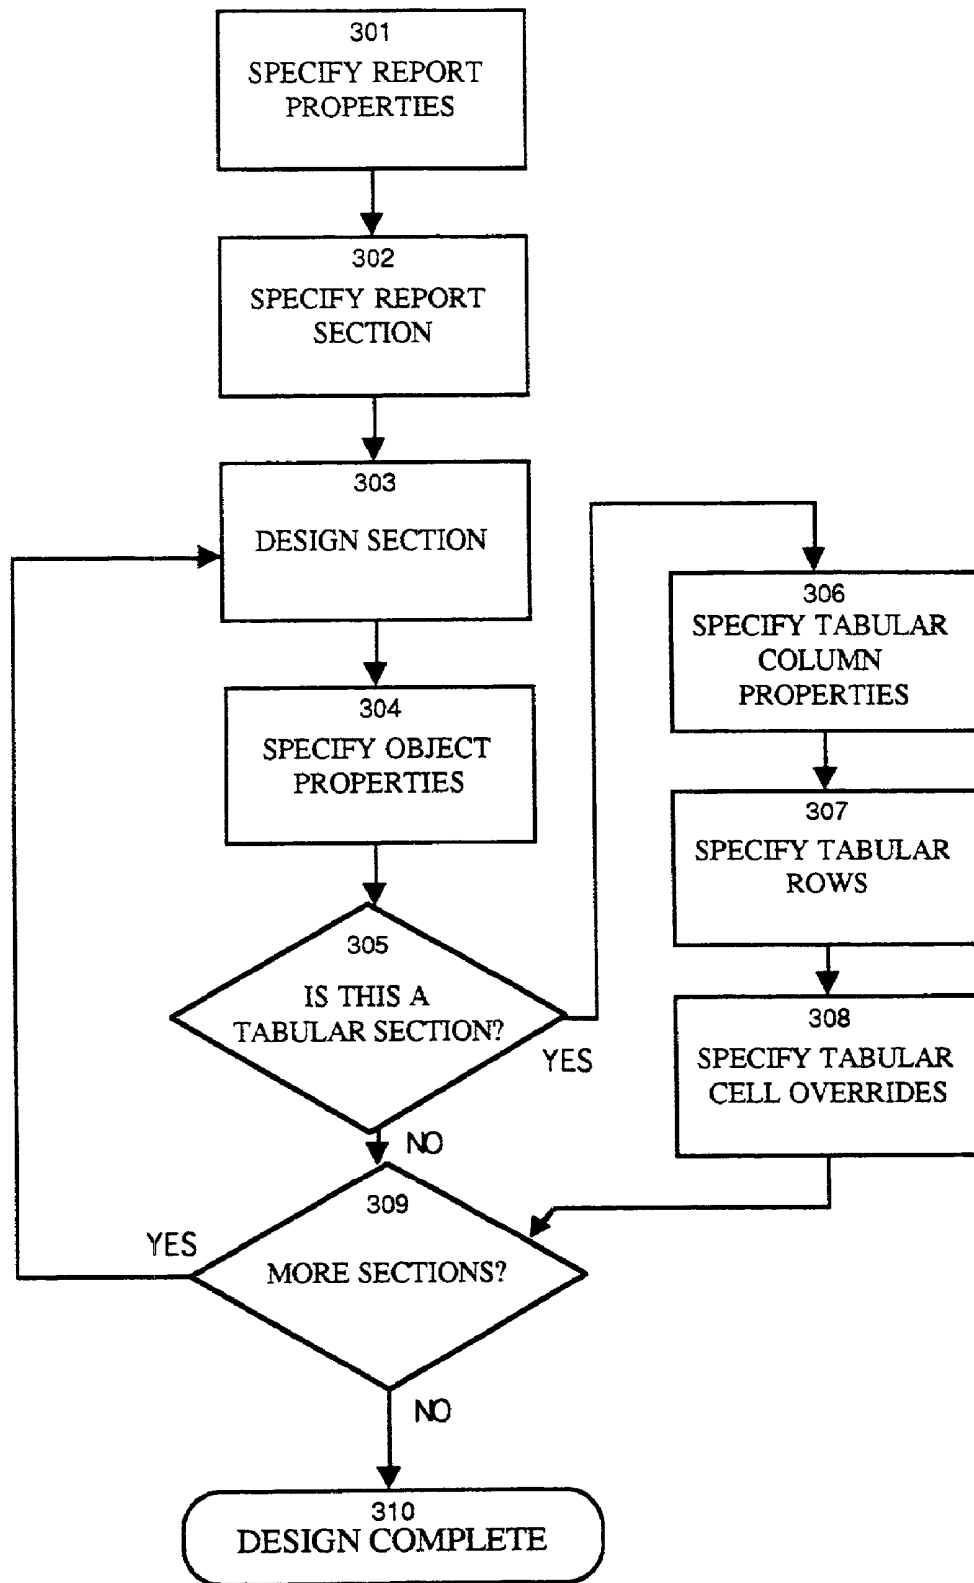 301
SPECIFY REPORT
PROPERTIES
302
SPECIFY REPORT
SECTION
303
DESIGN SECTION
304
SPECIFY OBJECT
PROPERTIES
305
IS THIS A
TABULAR SECTION?
YES
NO
306
SPECIFY TABULAR
COLUMN
PROPERTIES
307
SPECIFY TABULAR
ROWS
308
SPECIFY TABULAR
CELL OVERRIDES
309
MORE SECTIONS?
YES
NO
310
DESIGN COMPLETE